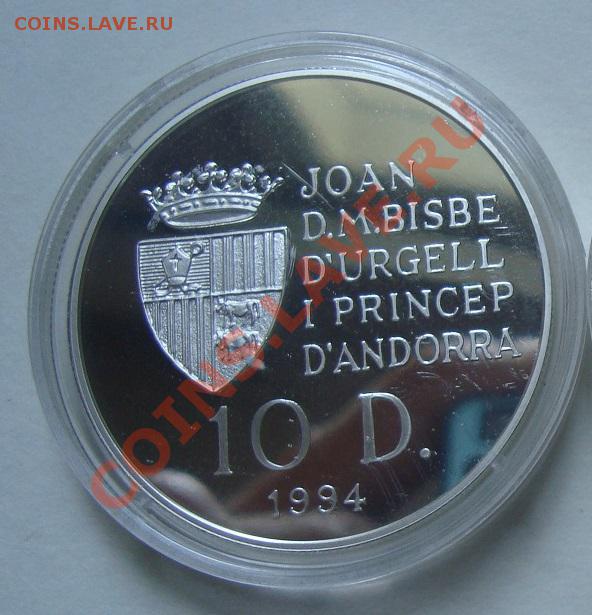 COINS.LAVE.RU
JOAN
D.M.BISBE
D'URGELL
I PRINCEP
D'ANDORRA
10 D.
1994
COINS.LAVE.RU